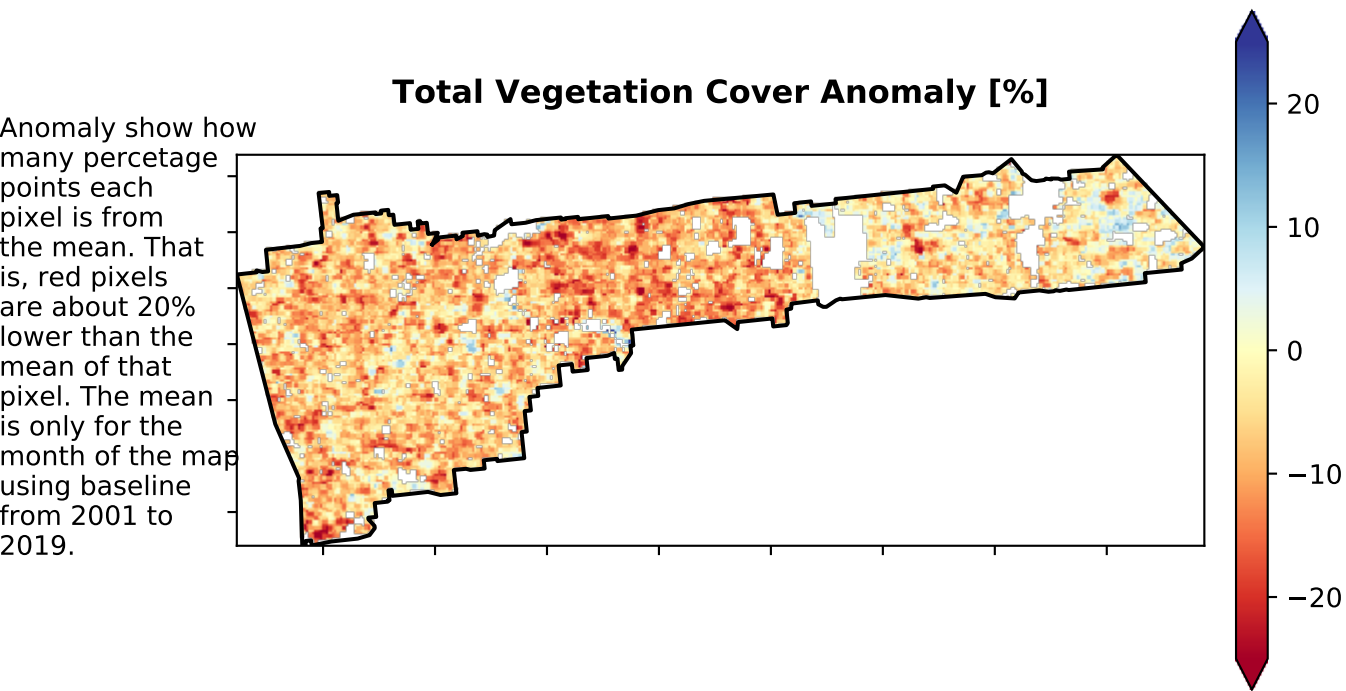 Total Vegetation Cover Anomaly [%]
Anomaly show how
many percetage
points each
pixel is from
the mean. That
is, red pixels
are about 20%
lower than the
mean of that
pixel. The mean
is only for the
month of the map
using baseline
from 2001 to
2019.
20
10
0
−10
−20